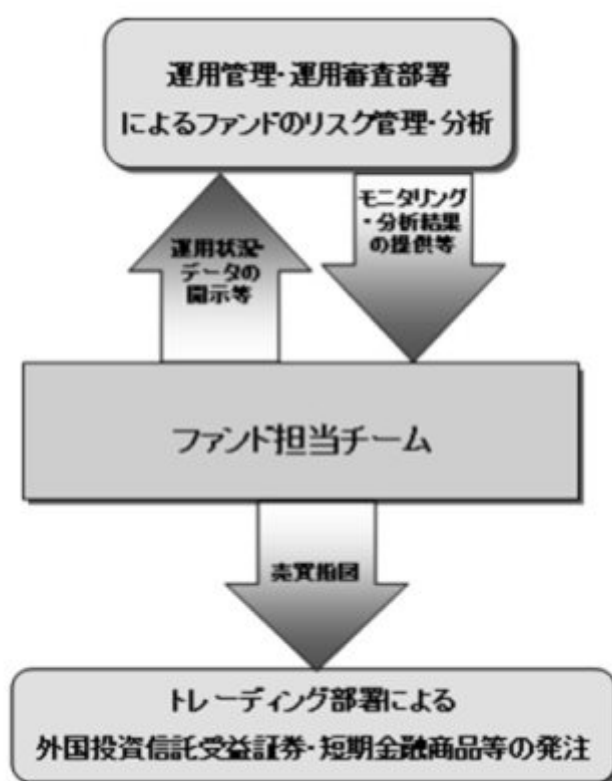 運用管理・運用審査部署
によるファンドのリスク管理・分析
モニタリング
・分析結果
の提供等
運用状況・
データの
開示等
ファンド担当チーム
売買指図
トレーディング部署による
外国投資信託受益証券・短期金融商品等の発注